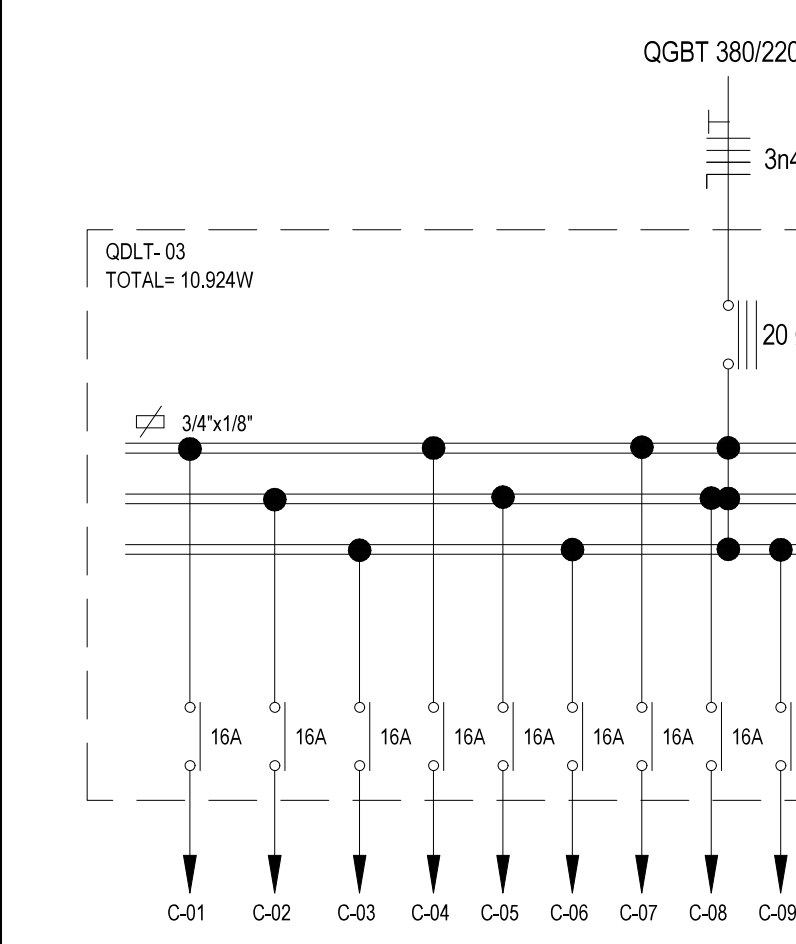 QGBT 380/220
3n4
QDLT- 03
TOTAL= 10.924W
20
3/4"x1/8"
16A 16A 16A 16A 16A 16A 16A 16A
C-01 C-02 C-03 C-04 C-05 C-06 C-07 C-08 C-09